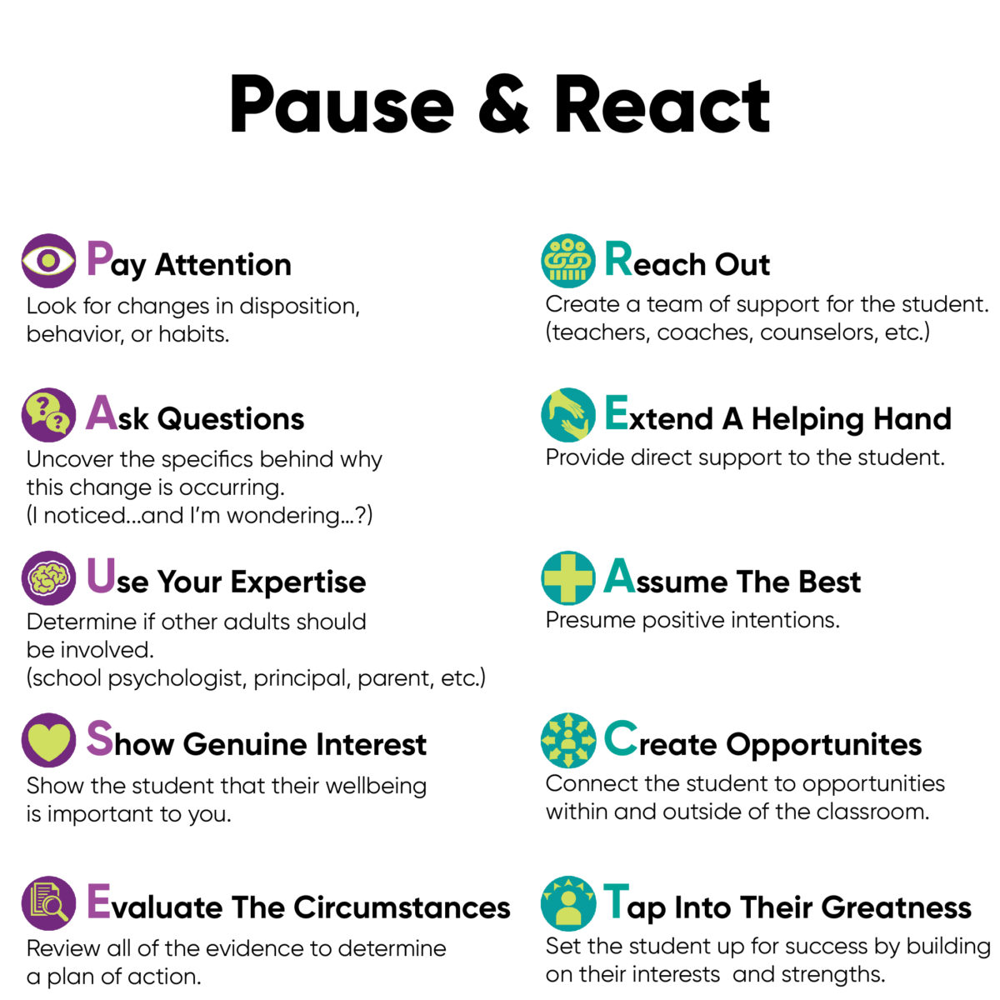 Pause & React
Pay Attention
Look for changes in disposition,
behavior, or habits.
Ask Questions
Uncover the specifics behind why
this change is occurring.
(I noticed...and I'm wondering...?)
Use Your Expertise
Determine if other adults should
be involved.
(school psychologist, principal, parent, etc.)
Show Genuine Interest
Show the student that their wellbeing
is important to you.
Evaluate The Circumstances
Review all of the evidence to determine
a plan of action.
Reach Out
Create a team of support for the student.
(teachers, coaches, counselors, etc.)
Extend A Helping Hand
Provide direct support to the student.
Assume The Best
Presume positive intentions.
Create Opportunites
Connect the student to opportunities
within and outside of the classroom.
Tap Into Their Greatness
Set the student up for success by building
on their interests  and strengths.